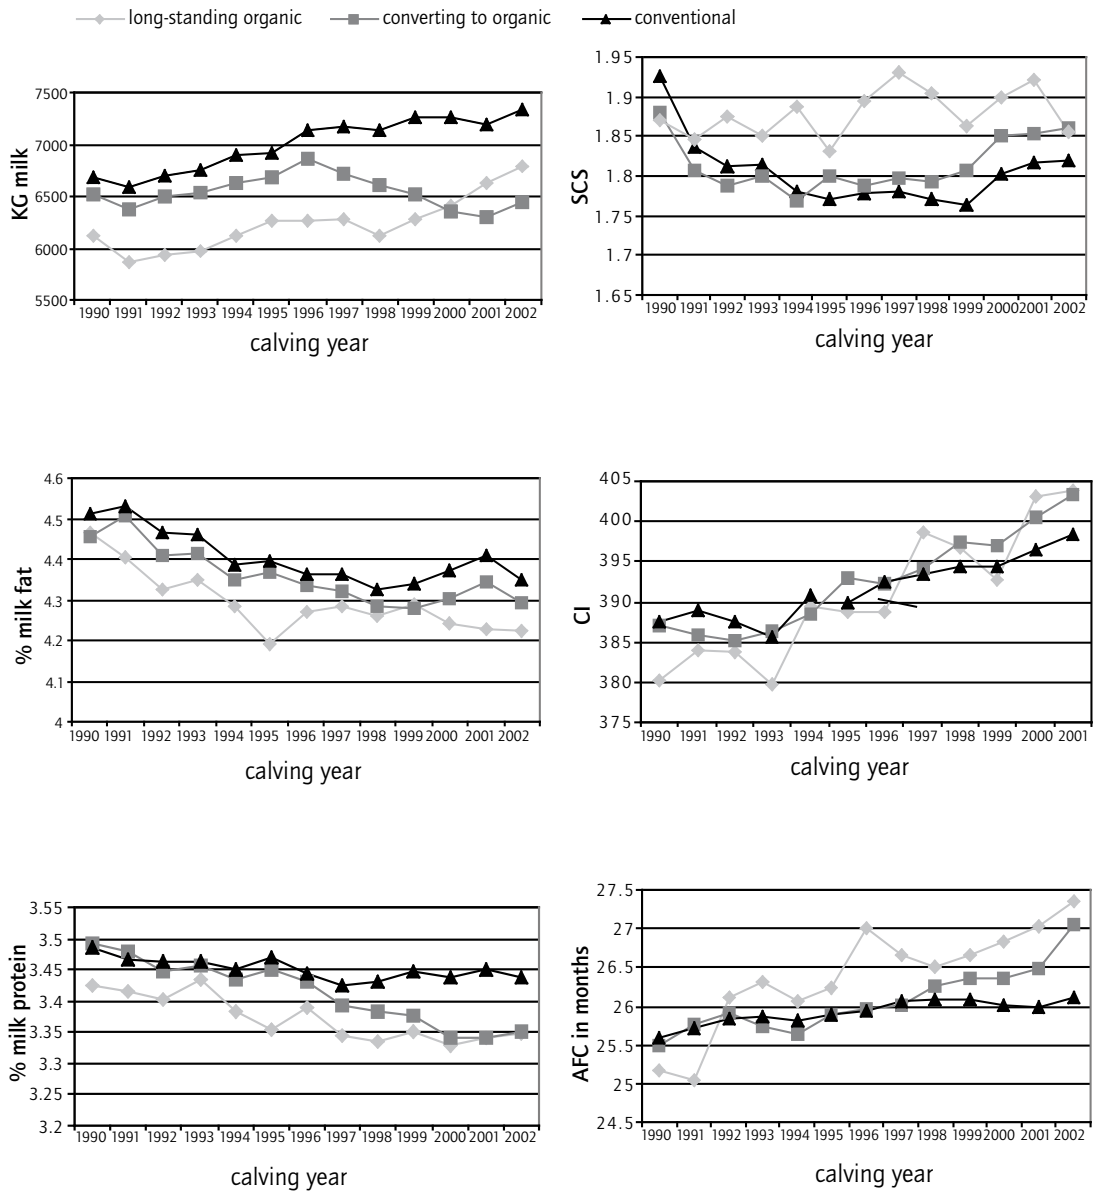 long-standing organic converting to organic conventional
KG milk
7500
7000
6500
6000
5500
1990 1991 1992 1993 1994 1995 1996 1997 1998 1999 2000 2001 2002
calving year
SCS
1.95
1.9
1.85
1.8
1.75
1.7
1.65
1990 1991 1992 1993 1994 1995 1996 1997 1998 1999 2000 2001 2002
calving year
% milk fat
4.6
4.5
4.4
4.3
4.2
4.1
4
1990 1991 1992 1993 1994 1995 1996 1997 1998 1999 2000 2001 2002
calving year
CI
405
400
395
390
385
380
375
1990 1991 1992 1993 1994 1995 1996 1997 1998 1999 2000 2001
calving year
% milk protein
3.55
3.5
3.45
3.4
3.35
3.3
3.25
3.2
1990 1991 1992 1993 1994 1995 1996 1997 1998 1999 2000 2001 2002
calving year
AFC in months
27.5
27
26.5
26
25.5
25
24.5
1990 1991 1992 1993 1994 1995 1996 1997 1998 1999 2000 2001 2002
calving year